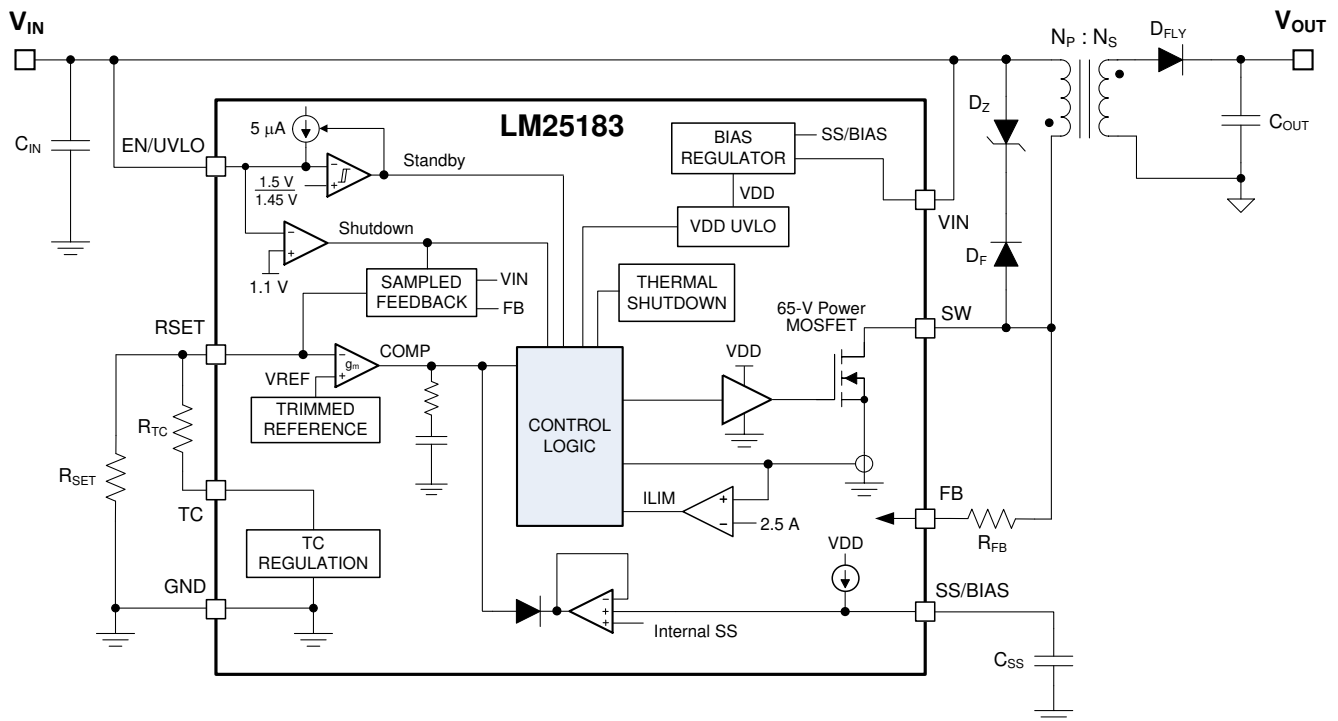 VIN
NP : NS
DFLY
VOUT
DZ
CIN
COUT
5 µA
LM25183
EN/UVLO
Standby
1.5 V
1.45 V
BIAS
REGULATOR
SS/BIAS
VDD
VDD UVLO
VIN
Shutdown
1.1 V
SAMPLED
FEEDBACK
VIN
FB
THERMAL
SHUTDOWN
DF
65-V Power
MOSFET
SW
RSET
COMP
gm
VREF
TRIMMED
REFERENCE
VDD
RTC
RSET
CONTROL
LOGIC
TC
ILIM
2.5 A
FB
RFB
TC
REGULATION
GND
VDD
SS/BIAS
Internal SS
CSS